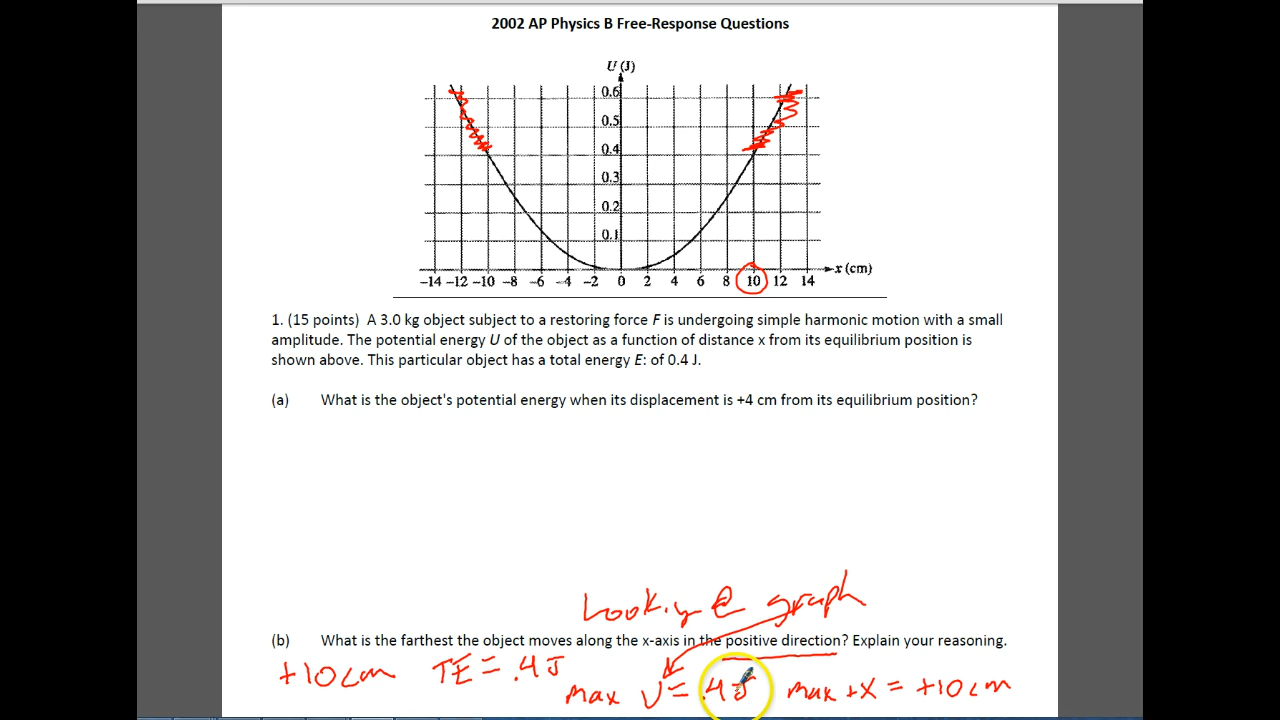 2002 AP Physics B Free-Response Questions
U (J)
0.6
0.5
0.4
0.3
0.2
0.1
-14 -12 -10 -8 -6 -4 -2 0 2 4 6 8 10 12 14 x (cm)
1. (15 points) A 3.0 kg object subject to a restoring force F is undergoing simple harmonic motion with a small
amplitude. The potential energy U of the object as a function of distance x from its equilibrium position is
shown above. This particular object has a total energy E: of 0.4 J.
(a) What is the object's potential energy when its displacement is +4 cm from its equilibrium position?
Looking @ graph
(b) What is the farthest the object moves along the x-axis in the positive direction? Explain your reasoning.
+10cm TE = .4J max U = .4J max +X = +10cm